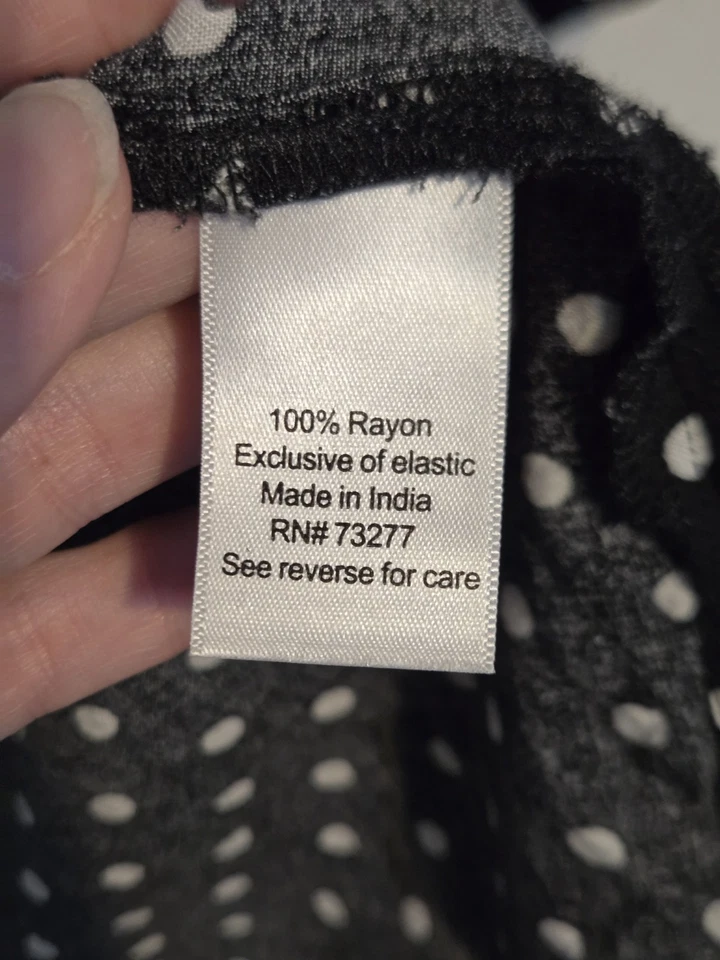 100% Rayon
Exclusive of elastic
Made in India
RN# 73277
See reverse for care